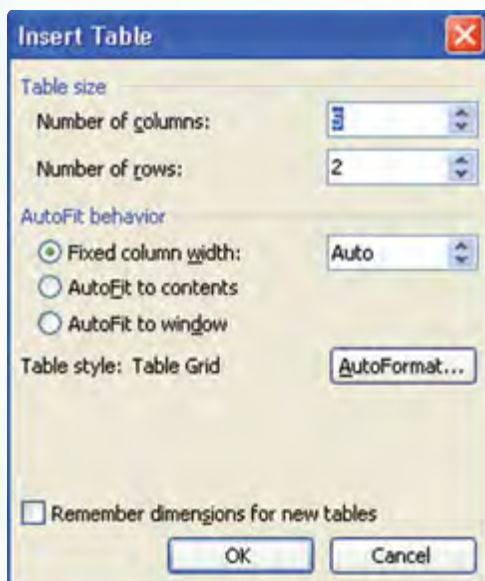 Insert Table
Table size
Number of columns: 5
Number of rows: 2
AutoFit behavior
Fixed column width: Auto
AutoFit to contents
AutoFit to window
Table style: Table Grid AutoFormat...
Remember dimensions for new tables
OK Cancel